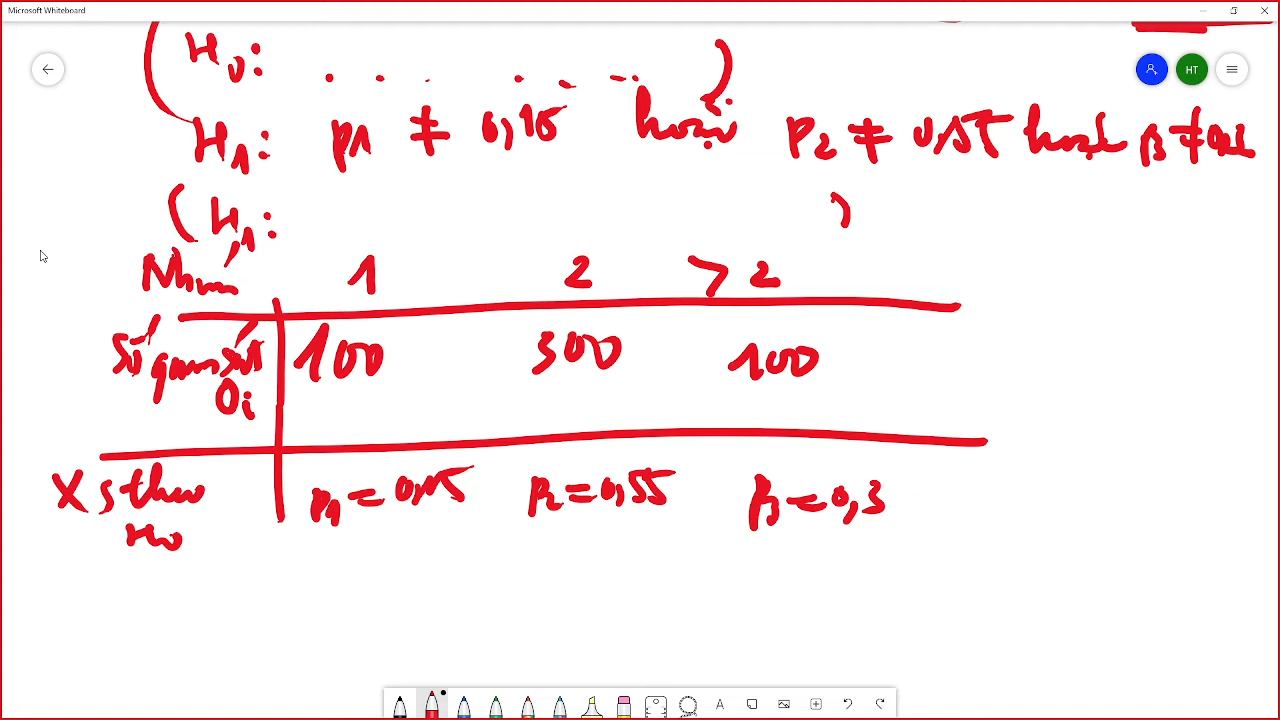 Microsoft Whiteboard
HT
H0: . . . . . . . )
H1: p1 ≠ 0,15 hoặc p2 ≠ 0,55 hoặc p3 ≠
(H1: )
Nhóm 1 2 > 2
Số quan sát Oi 100 300 100
XS theo H0 p1 = 0,15 p2 = 0,55 p3 = 0,3